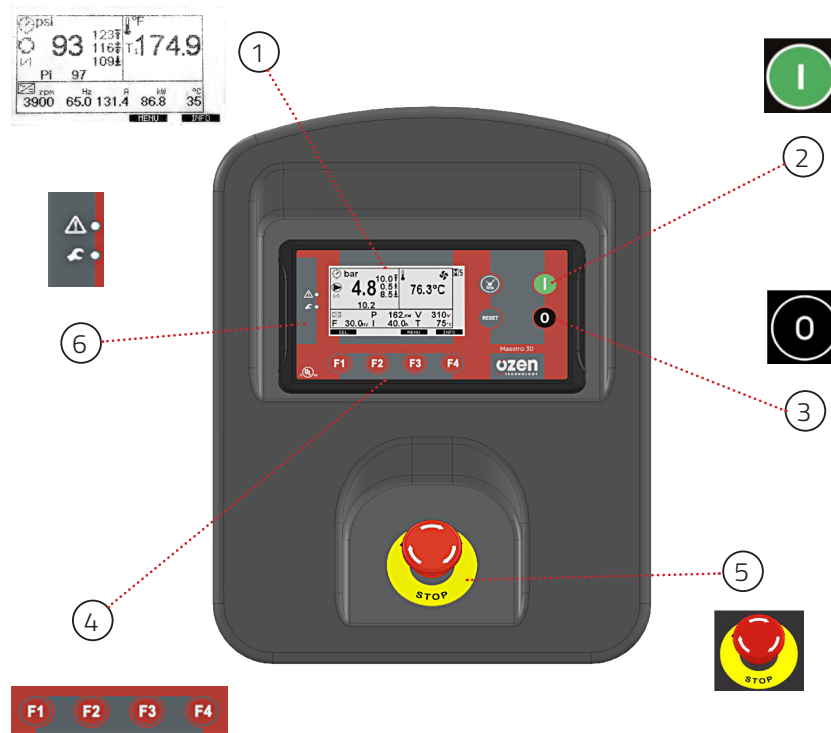 psi
°F
123
93 116 T1 174.9
109
Pi 97
rpm Hz A kW °C
3900 65.0 131.4 86.8 35
MENU INFO
1
I
2
bar
10.0
4.8 0.5
8.5
76.3°C
10.2
P 162.kW V 310v
F 30.0Hz I 40.0A T 75°C
SEL MENU INFO
I
RESET
0
Maestro 30
ozen
TECHNOLOGY
F1 F2 F3 F4
UL
0
6
3
STOP
5
4
STOP
F1 F2 F3 F4